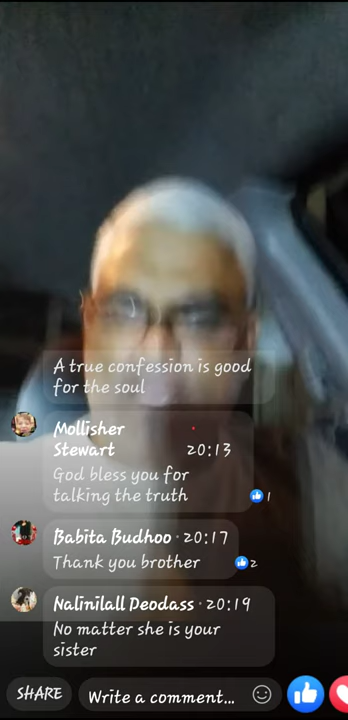 A true confession is good
for the soul
Mollisher
Stewart 20:13
God bless you for
talking the truth
1
Babita Budhoo · 20:17
Thank you brother
2
Nalinilall Deodass · 20:19
No matter she is your
sister
SHARE
Write a comment...